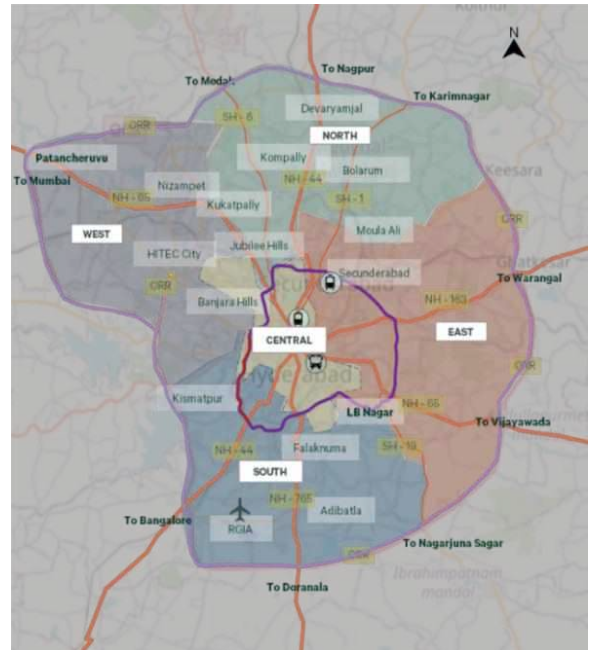 N
To Nagpur
To Medak
To Karimnagar
Devaryamjal
SH - 6
ORR
NORTH
Patancheruvu
Kompally
Bolarum
Keesara
To Mumbai
Nizampet
NH - 44
NH - 65
Kukatpally
SH - 1
ORR
WEST
Moula Ali
Jubilee Hills
HITEC City
Secunderabad
To Warangal
ORR
Banjara Hills
NH - 163
CENTRAL
EAST
Hyderabad
ORR
Kismatpur
LB Nagar
NH - 65
To Vijayawada
NH - 44
Falaknuma
SH - 19
SOUTH
NH - 765
Adibatla
To Bangalore
RGIA
To Nagarjuna Sagar
ORR
Ibrahimpatnam
mandal
To Doranala